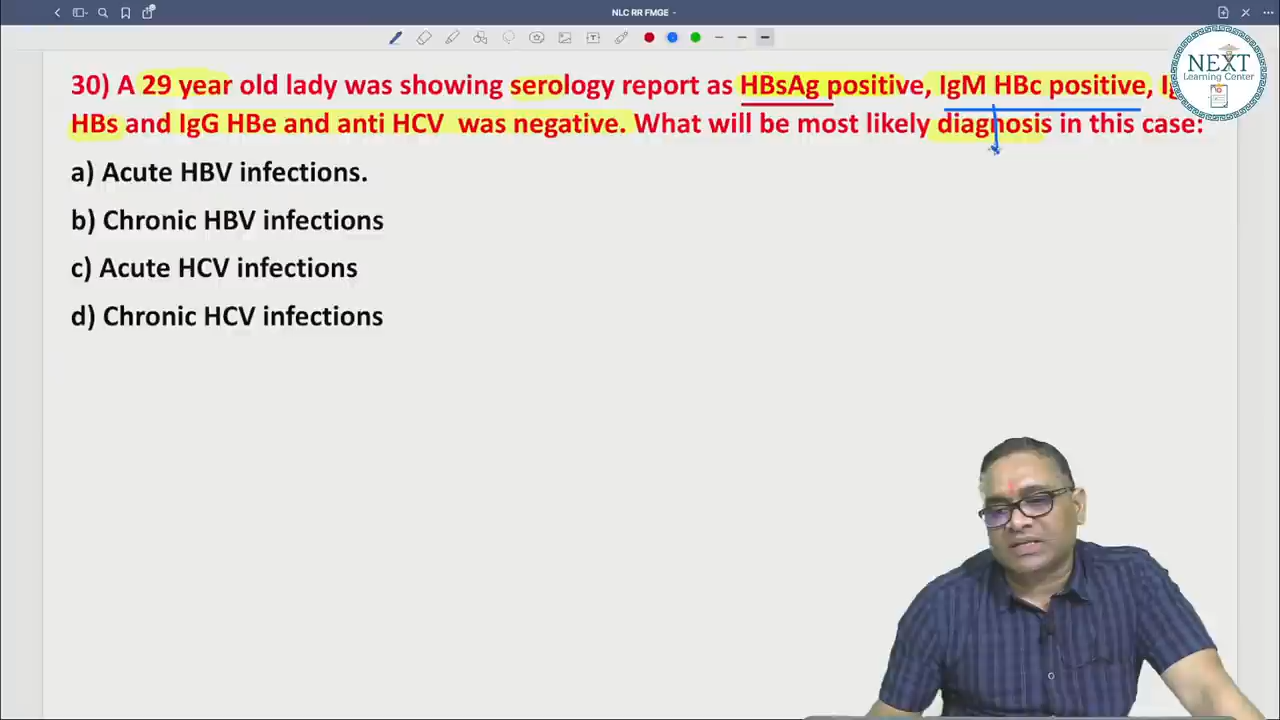 NLC RR FMGE
NEXT
Learning Center
30) A 29 year old lady was showing serology report as HBsAg positive, IgM HBc positive,
HBs and IgG HBe and anti HCV was negative. What will be most likely diagnosis in this case:
a) Acute HBV infections.
b) Chronic HBV infections
c) Acute HCV infections
d) Chronic HCV infections